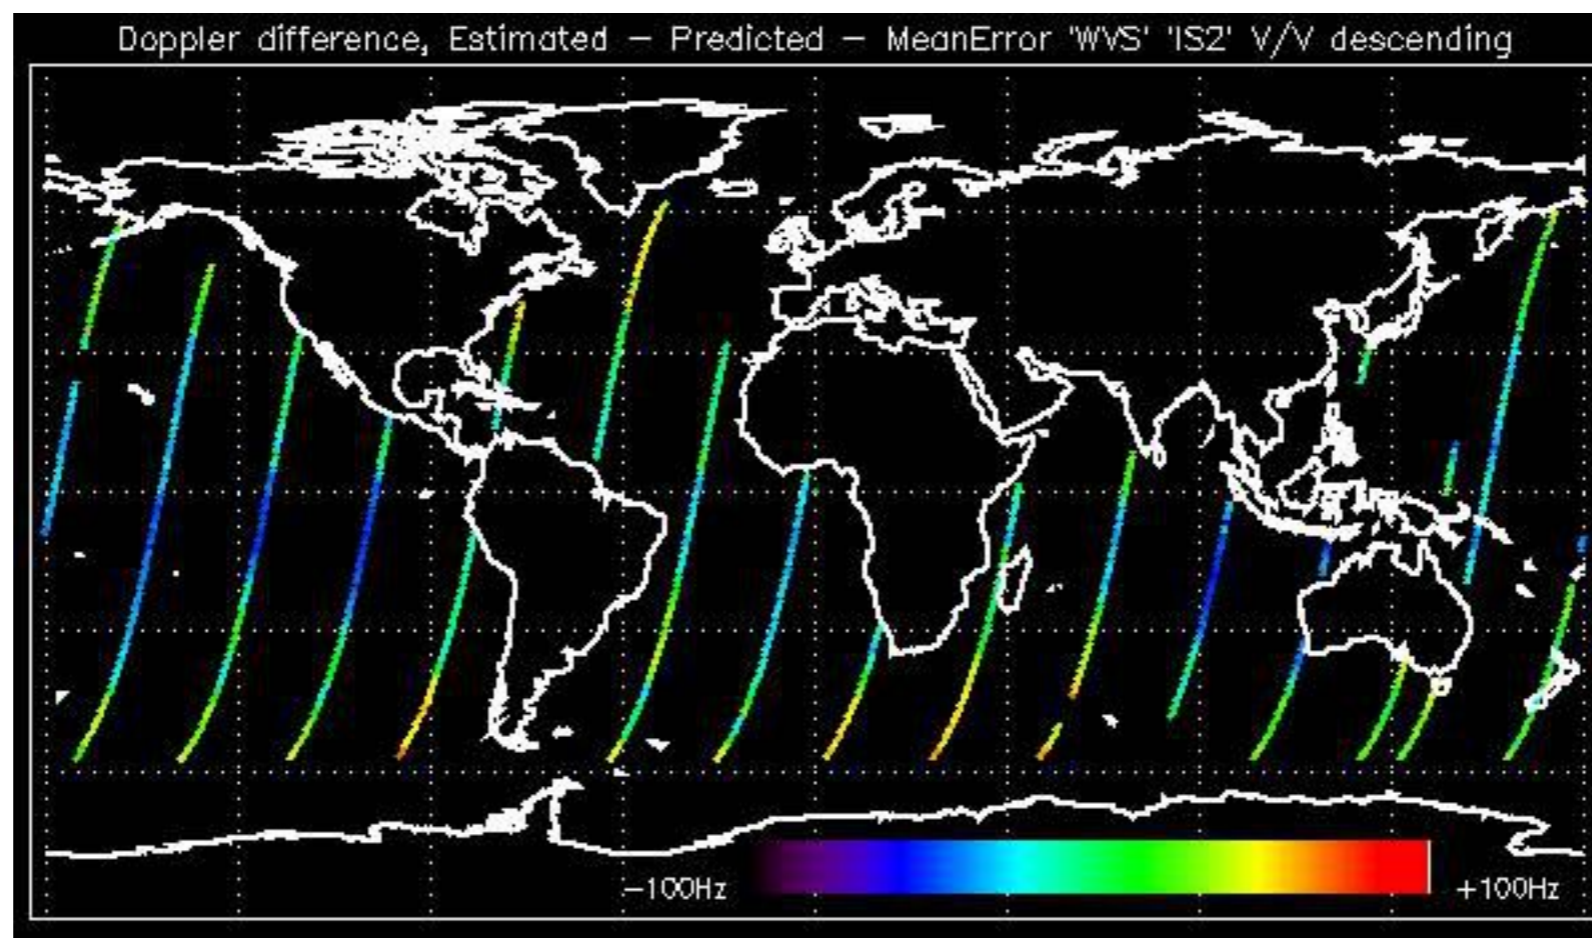 Doppler difference, Estimated – Predicted – MeanError 'WVS' 'IS2' V/V descending
−100Hz
+100Hz